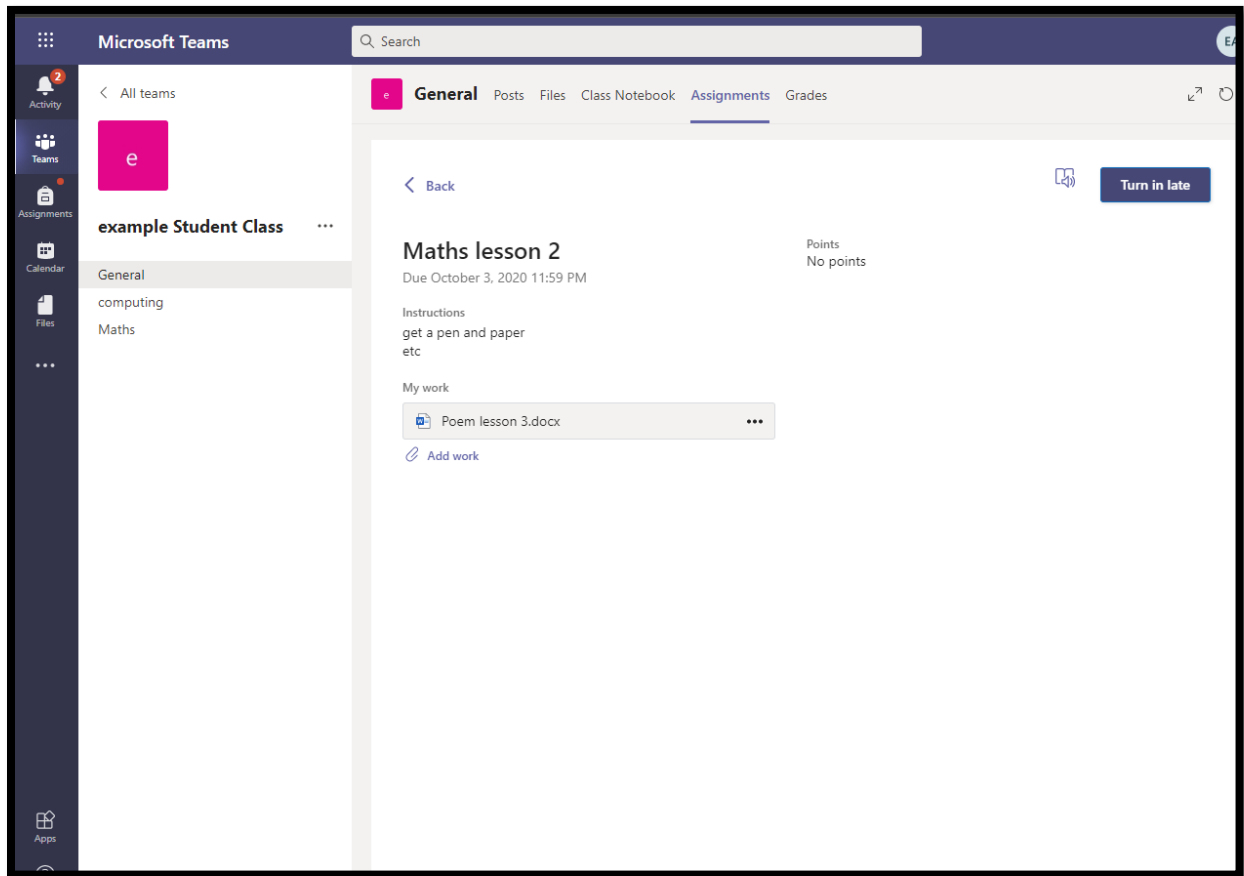 Microsoft Teams
Search
EA
2
Activity
Teams
Assignments
Calendar
Files
Apps
All teams
e
example Student Class
General
computing
Maths
e
General Posts Files Class Notebook Assignments Grades
Back
Turn in late
Maths lesson 2
Due October 3, 2020 11:59 PM
Points
No points
Instructions
get a pen and paper
etc
My work
Poem lesson 3.docx
Add work